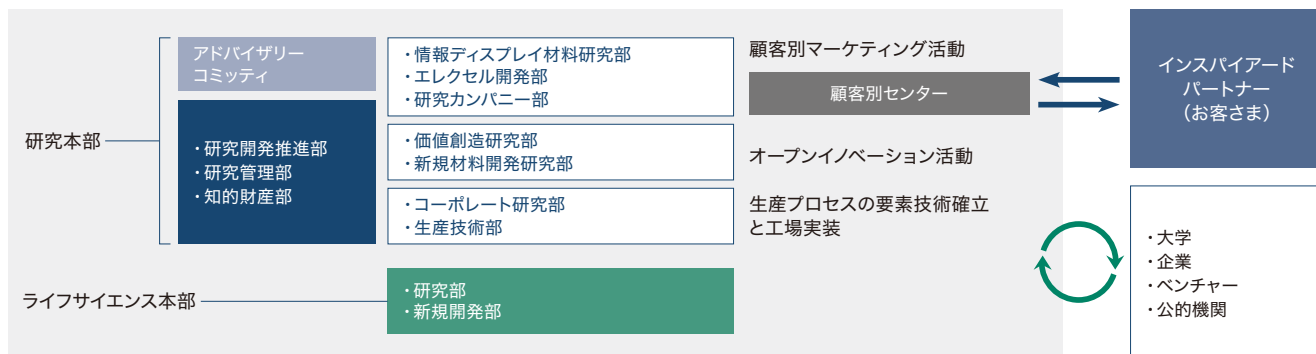 研究本部
アドバイザリー
コミッティ
・研究開発推進部
・研究管理部
・知的財産部
・情報ディスプレイ材料研究部
・エレクセル開発部
・研究カンパニー部
・価値創造研究部
・新規材料開発研究部
・コーポレート研究部
・生産技術部
顧客別マーケティング活動
顧客別センター
オープンイノベーション活動
生産プロセスの要素技術確立
と工場実装
ライフサイエンス本部
・研究部
・新規開発部
インスパイアード
パートナー
（お客さま）
・大学
・企業
・ベンチャー
・公的機関